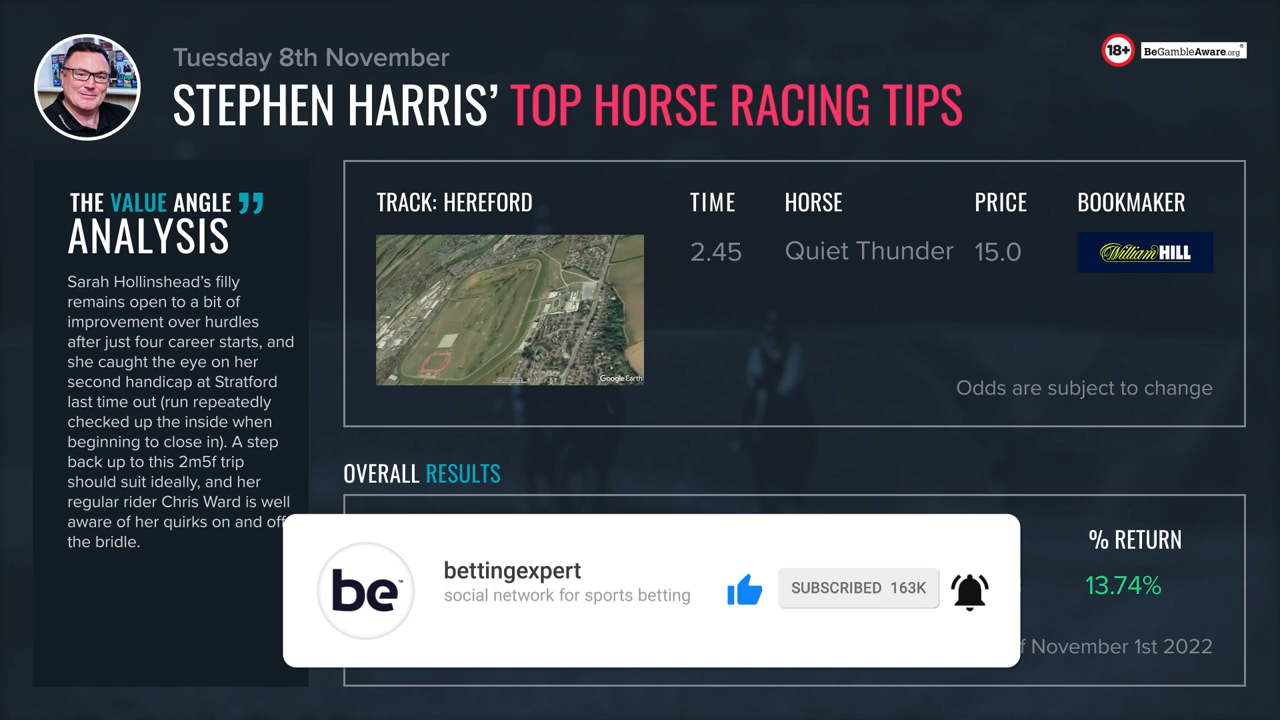 Tuesday 8th November
STEPHEN HARRIS’ TOP HORSE RACING TIPS
18+
BeGambleAware.org®
THE VALUE ANGLE ”
ANALYSIS
Sarah Hollinshead’s filly
remains open to a bit of
improvement over hurdles
after just four career starts, and
she caught the eye on her
second handicap at Stratford
last time out (run repeatedly
checked up the inside when
beginning to close in). A step
back up to this 2m5f trip
should suit ideally, and her
regular rider Chris Ward is well
aware of her quirks on and off
the bridle.
TRACK: HEREFORD
TIME HORSE PRICE BOOKMAKER
2.45 Quiet Thunder 15.0 William HILL
Google Earth
Odds are subject to change
OVERALL RESULTS
% RETURN
13.74%
November 1st 2022
be™
bettingexpert
social network for sports betting
SUBSCRIBED 163K